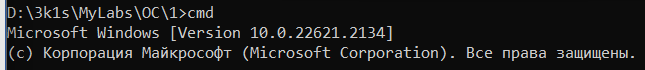 D:\3k1s\MyLabs\OC\1>cmd
Microsoft Windows [Version 10.0.22621.2134]
(c) Корпорация Майкрософт (Microsoft Corporation). Все права защищены.